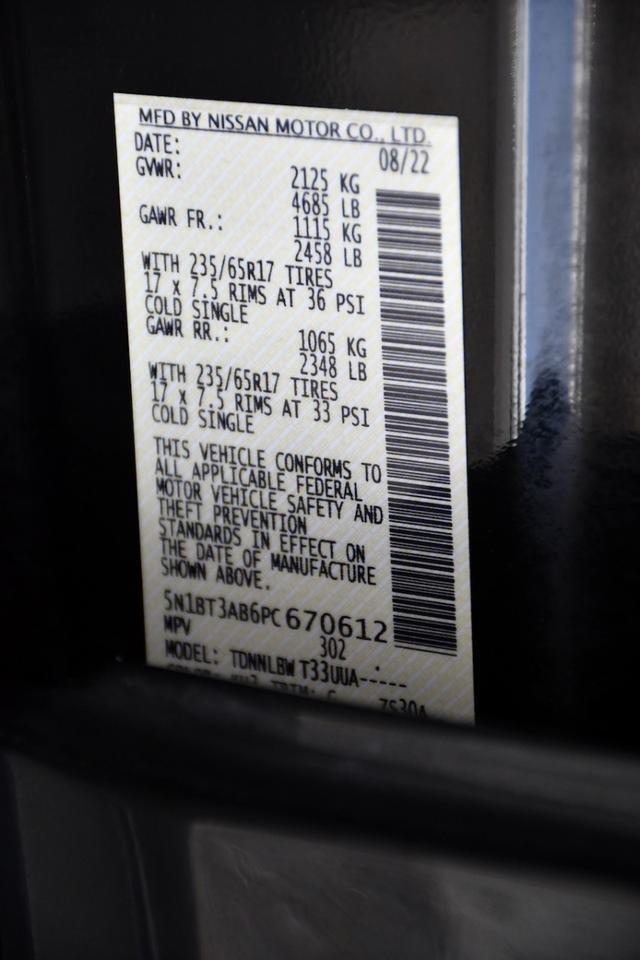 MFD BY NISSAN MOTOR CO., LTD.
DATE: 08/22
GVWR: 2125 KG
4685 LB
GAWR FR.: 1115 KG
2458 LB
WITH 235/65R17 TIRES
17 x 7.5 RIMS AT 36 PSI
COLD SINGLE
GAWR RR.: 1065 KG
2348 LB
WITH 235/65R17 TIRES
17 x 7.5 RIMS AT 33 PSI
COLD SINGLE
THIS VEHICLE CONFORMS TO
ALL APPLICABLE FEDERAL
MOTOR VEHICLE SAFETY AND
THEFT PREVENTION
STANDARDS IN EFFECT ON
THE DATE OF MANUFACTURE
SHOWN ABOVE.
5N1BT3AB6PC670612
MPV 302
MODEL: TDNNLBW T33UUA-----
TRIM: G